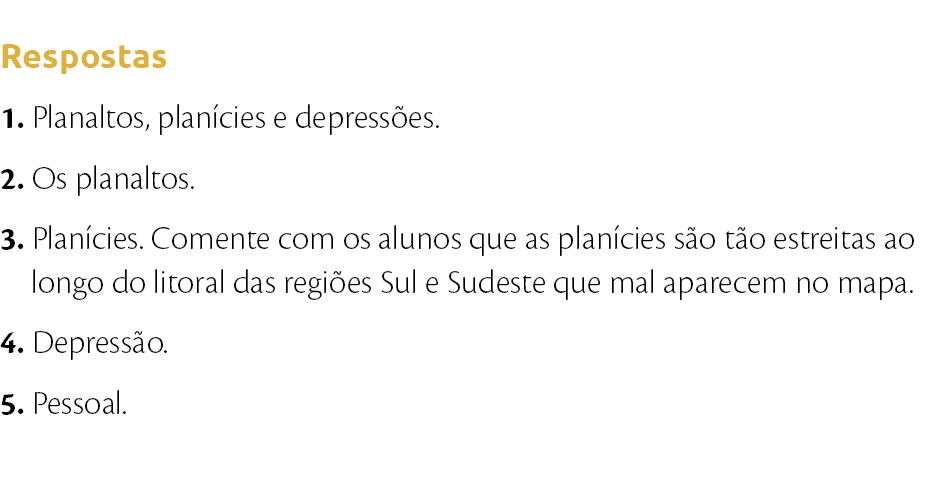 Respostas
1. Planaltos, planícies e depressões.
2. Os planaltos.
3. Planícies. Comente com os alunos que as planícies são tão estreitas ao
longo do litoral das regiões Sul e Sudeste que mal aparecem no mapa.
4. Depressão.
5. Pessoal.